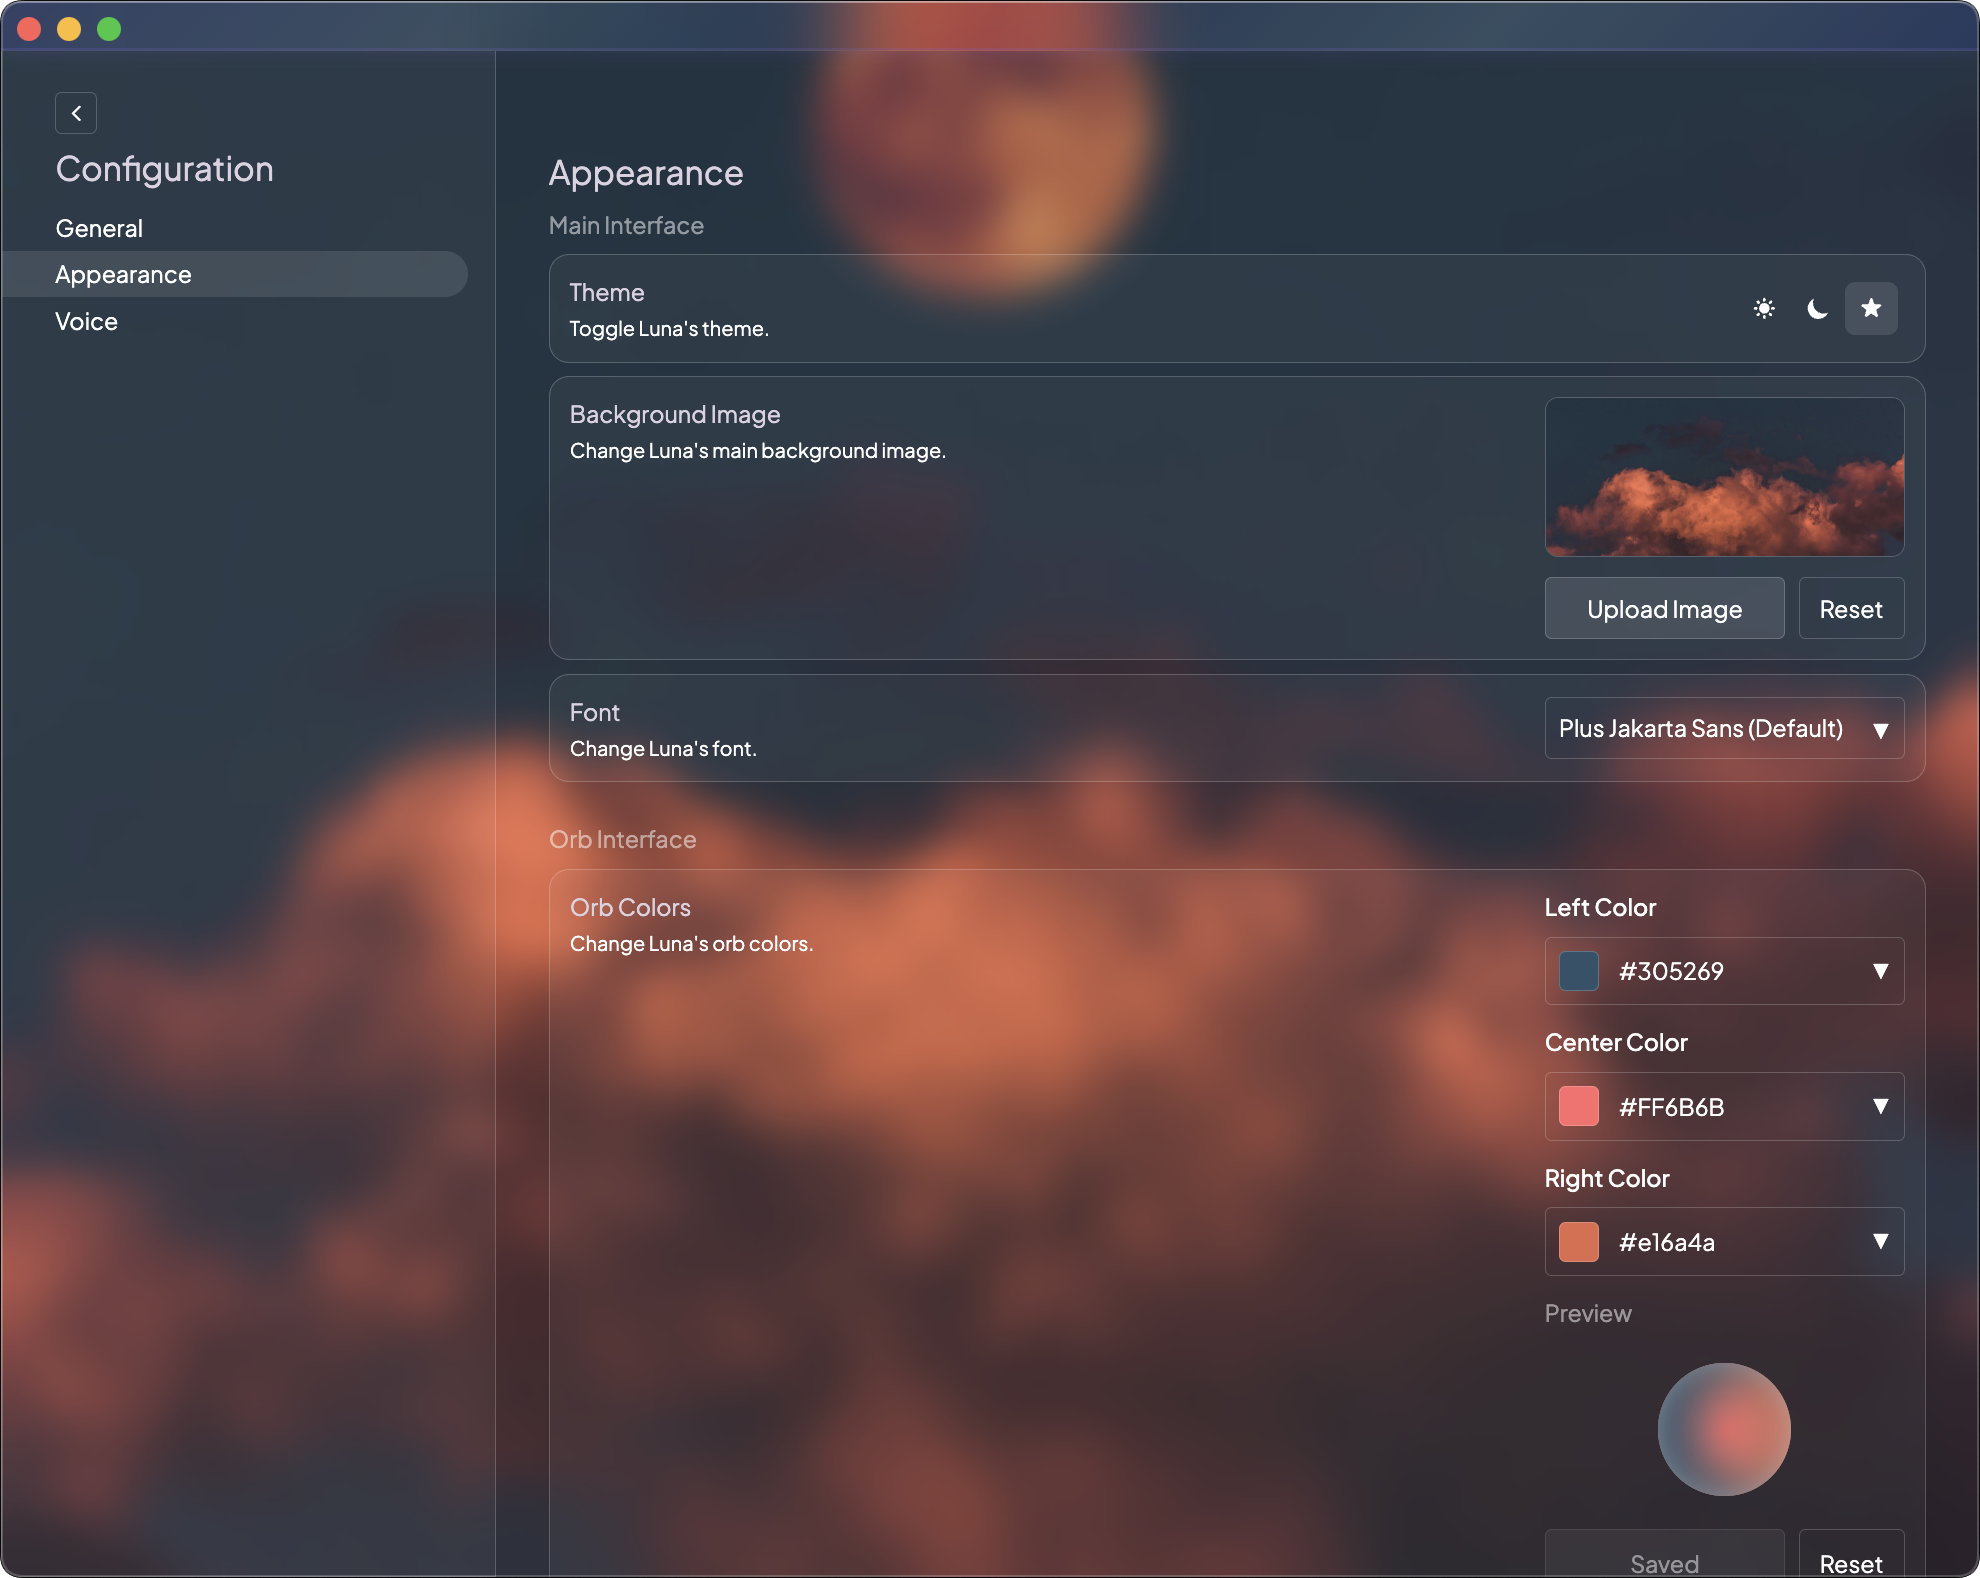 Configuration
General
Appearance
Voice
Appearance
Main Interface
Theme
Toggle Luna's theme.
Background Image
Change Luna's main background image.
Upload Image
Reset
Font
Change Luna's font.
Plus Jakarta Sans (Default)
Orb Interface
Orb Colors
Change Luna's orb colors.
Left Color
#305269
Center Color
#FF6B6B
Right Color
#e16a4a
Preview
Saved
Reset